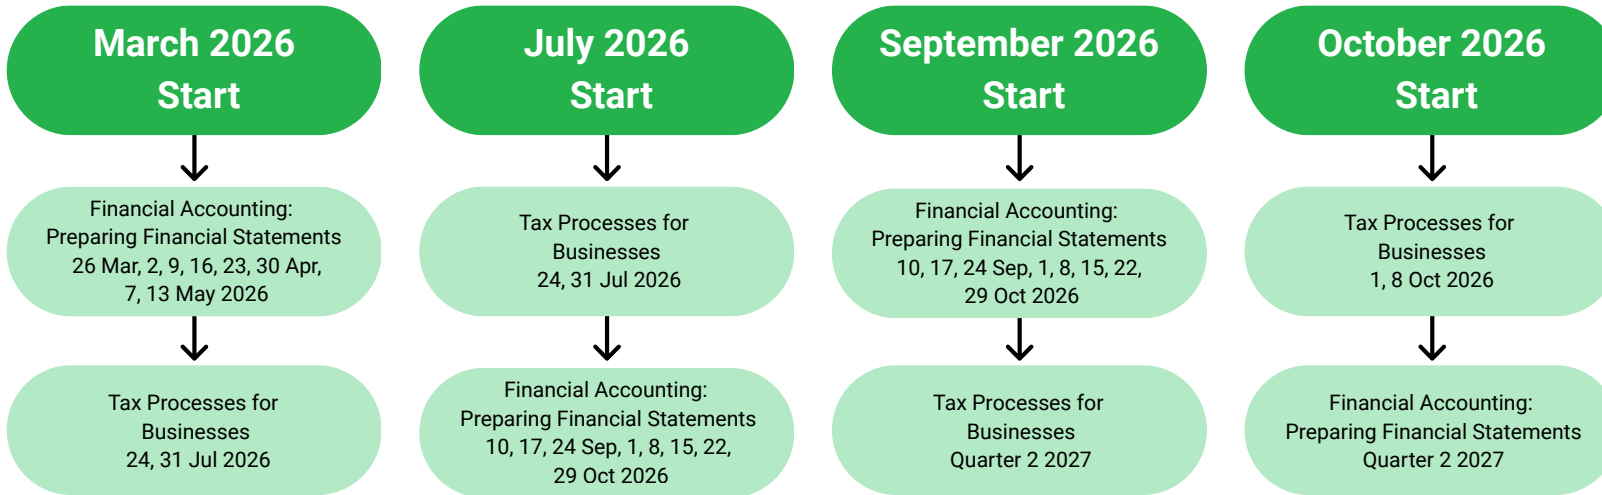 March 2026
Start
Financial Accounting:
Preparing Financial Statements
26 Mar, 2, 9, 16, 23, 30 Apr,
7, 13 May 2026
Tax Processes for
Businesses
24, 31 Jul 2026
July 2026
Start
Tax Processes for
Businesses
24, 31 Jul 2026
Financial Accounting:
Preparing Financial Statements
10, 17, 24 Sep, 1, 8, 15, 22,
29 Oct 2026
September 2026
Start
Financial Accounting:
Preparing Financial Statements
10, 17, 24 Sep, 1, 8, 15, 22,
29 Oct 2026
Tax Processes for
Businesses
Quarter 2 2027
October 2026
Start
Tax Processes for
Businesses
1, 8 Oct 2026
Financial Accounting:
Preparing Financial Statements
Quarter 2 2027